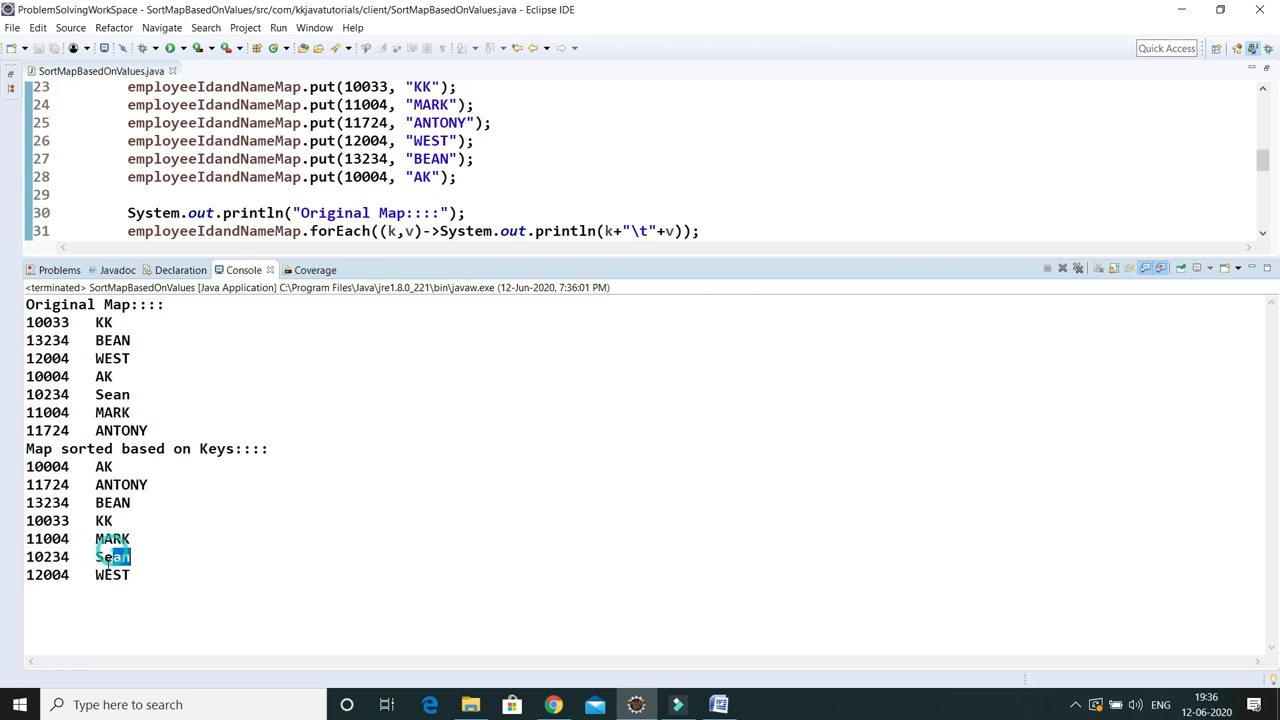 ProblemSolvingWorkSpace - SortMapBasedOnValues/src/com/kkjavatutorials/client/SortMapBasedOnValues.java - Eclipse IDE
File Edit Source Refactor Navigate Search Project Run Window Help
Quick Access
SortMapBasedOnValues.java
23 employeeIdandNameMap.put(10033, "KK");
24 employeeIdandNameMap.put(11004, "MARK");
25 employeeIdandNameMap.put(11724, "ANTONY");
26 employeeIdandNameMap.put(12004, "WEST");
27 employeeIdandNameMap.put(13234, "BEAN");
28 employeeIdandNameMap.put(10004, "AK");
29
30 System.out.println("Original Map::::");
31 employeeIdandNameMap.forEach((k,v)->System.out.println(k+"\t"+v));
Problems Javadoc Declaration Console Coverage
<terminated> SortMapBasedOnValues [Java Application] C:\Program Files\Java\jre1.8.0_221\bin\javaw.exe (12-Jun-2020, 7:36:01 PM)
Original Map::::
10033 KK
13234 BEAN
12004 WEST
10004 AK
10234 Sean
11004 MARK
11724 ANTONY
Map sorted based on Keys::::
10004 AK
11724 ANTONY
13234 BEAN
10033 KK
11004 MARK
10234 Sean
12004 WEST
Type here to search
ENG
19:36
12-06-2020